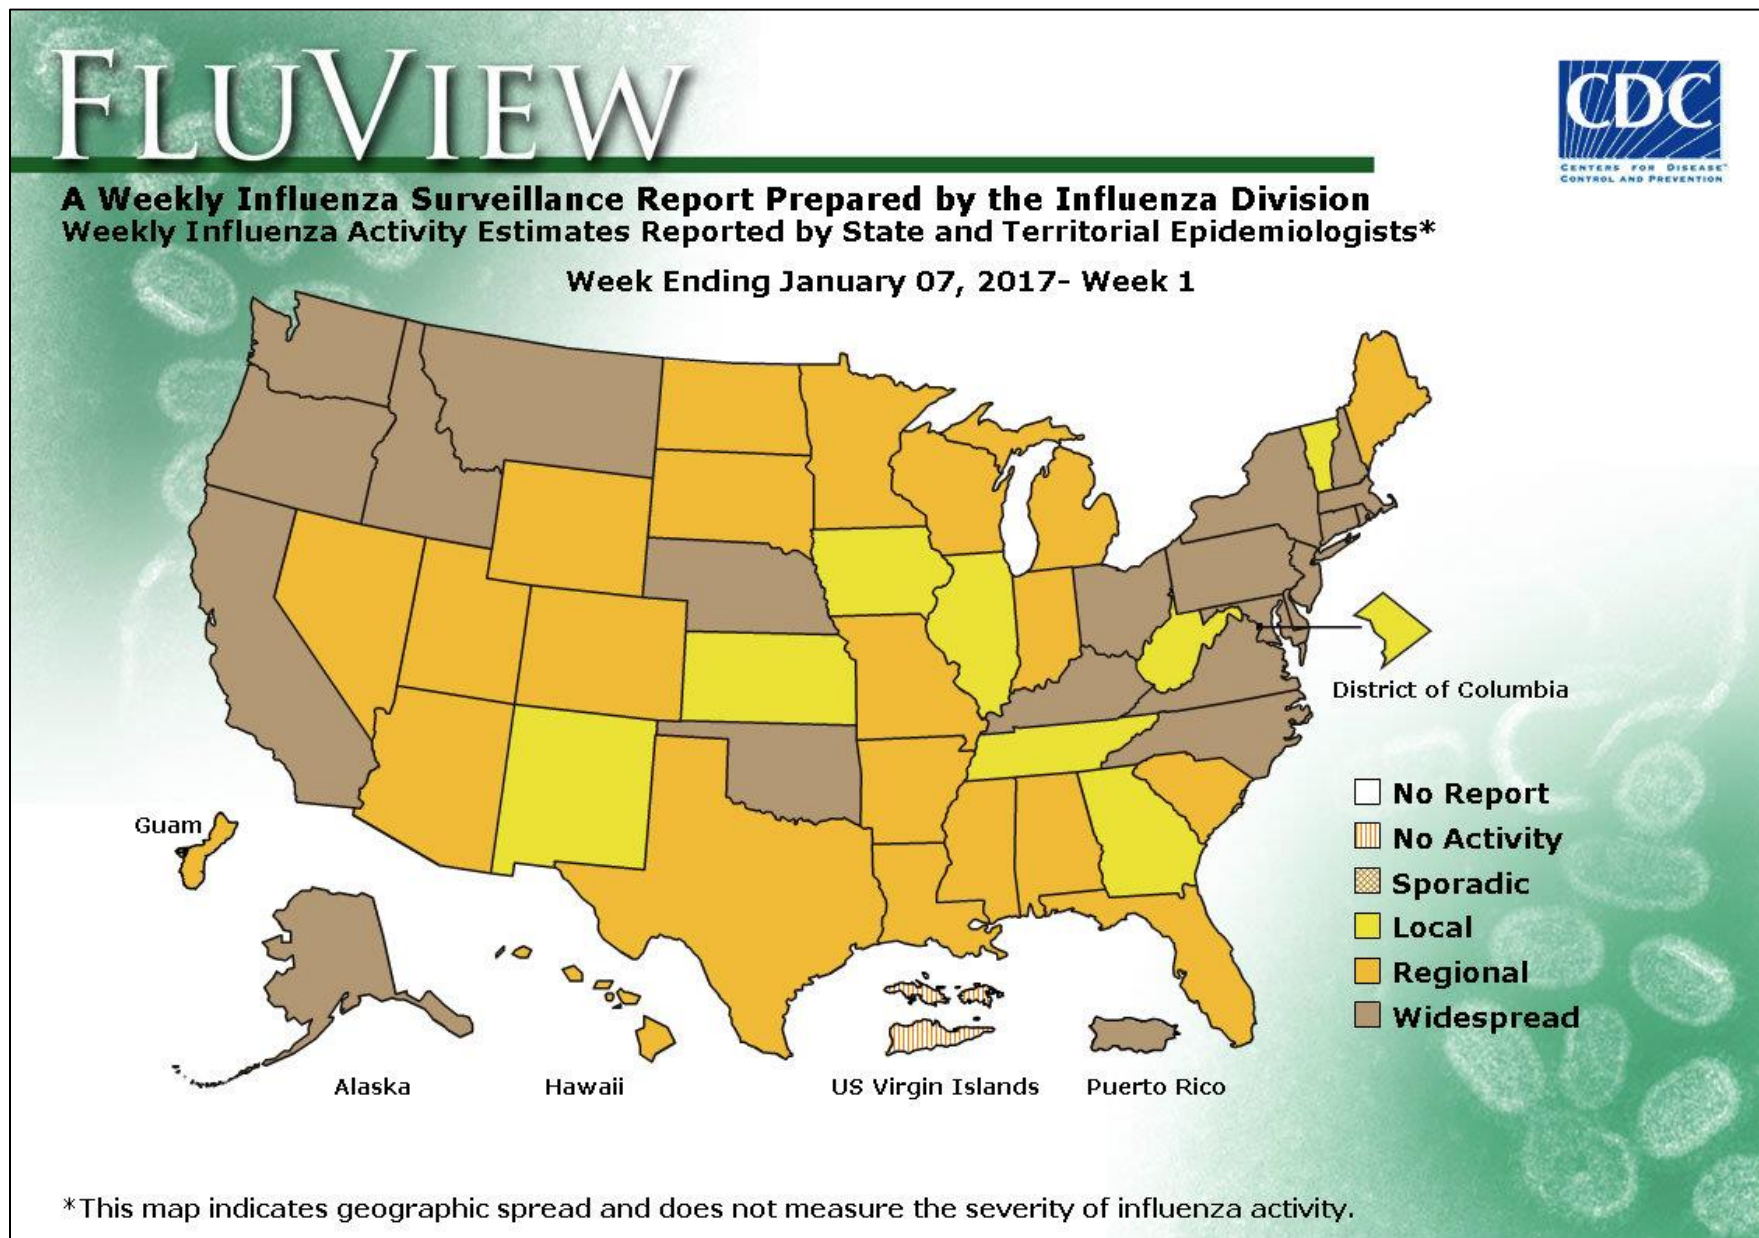 FLUVIEW
CDC
CENTERS FOR DISEASE™
CONTROL AND PREVENTION
A Weekly Influenza Surveillance Report Prepared by the Influenza Division
Weekly Influenza Activity Estimates Reported by State and Territorial Epidemiologists*
Week Ending January 07, 2017- Week 1
District of Columbia
No Report
No Activity
Sporadic
Local
Regional
Widespread
Guam
Alaska
Hawaii
US Virgin Islands
Puerto Rico
*This map indicates geographic spread and does not measure the severity of influenza activity.